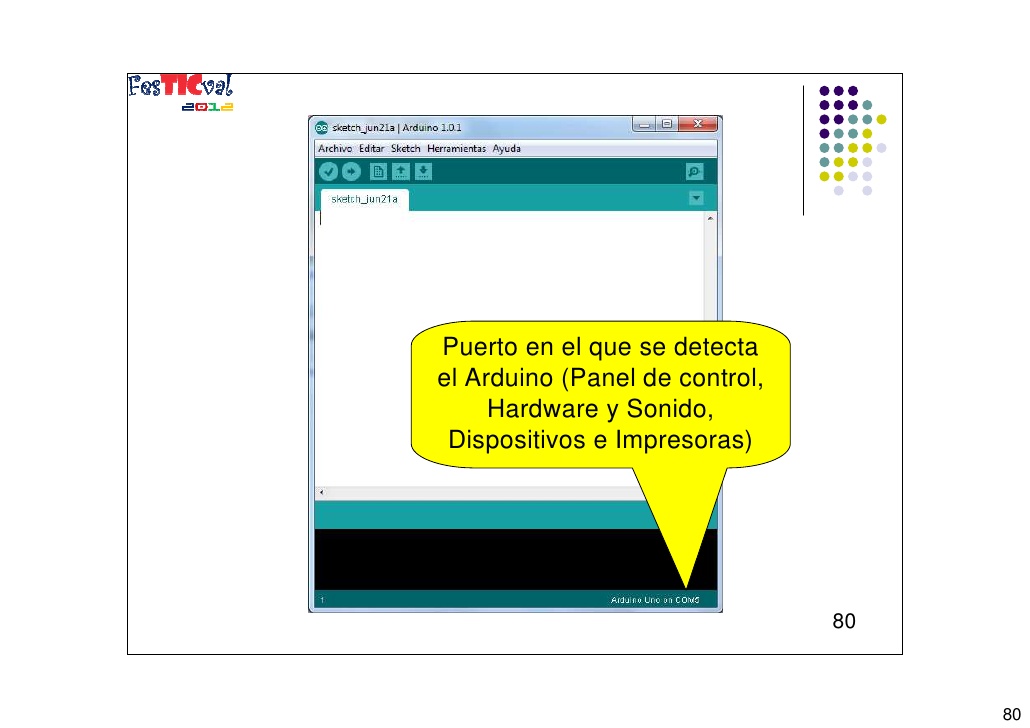 FesTICval
2012
sketch_jun21a | Arduino 1.0.1
Archivo Editar Sketch Herramientas Ayuda
sketch_jun21a
Puerto en el que se detecta
el Arduino (Panel de control,
Hardware y Sonido,
Dispositivos e Impresoras)
1
Arduino Uno on COM5
80
80